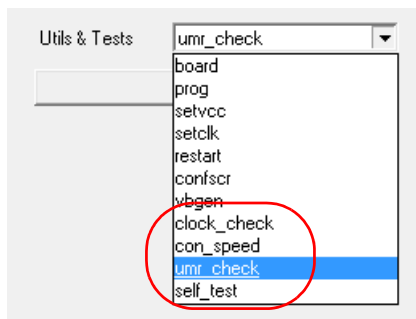 Utils & Tests umr_check
board
prog
setvcc
setclk
restart
confscr
vbgen
clock_check
con_speed
umr_check
self_test